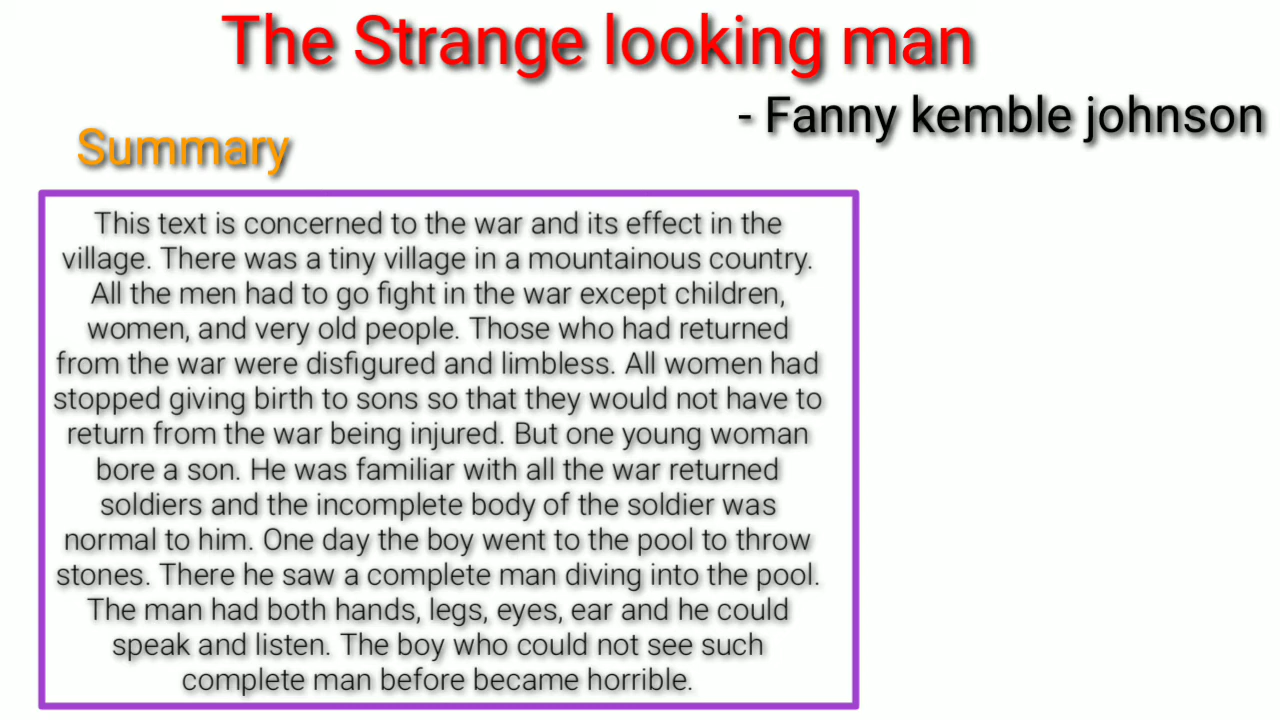 The Strange looking man
- Fanny kemble johnson
Summary
This text is concerned to the war and its effect in the
village. There was a tiny village in a mountainous country.
All the men had to go fight in the war except children,
women, and very old people. Those who had returned
from the war were disfigured and limbless. All women had
stopped giving birth to sons so that they would not have to
return from the war being injured. But one young woman
bore a son. He was familiar with all the war returned
soldiers and the incomplete body of the soldier was
normal to him. One day the boy went to the pool to throw
stones. There he saw a complete man diving into the pool.
The man had both hands, legs, eyes, ear and he could
speak and listen. The boy who could not see such
complete man before became horrible.